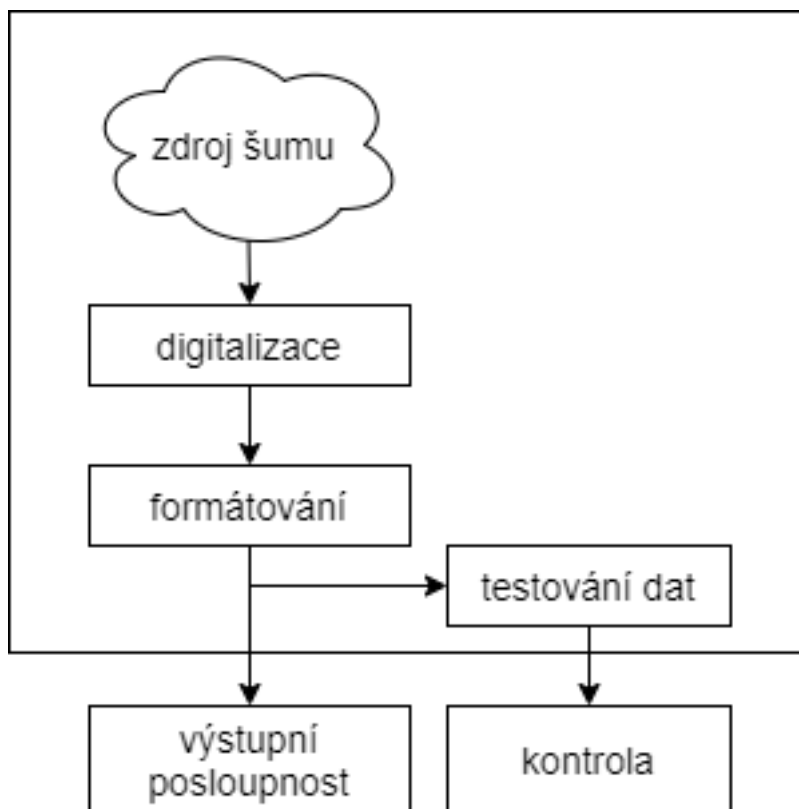 zdroj šumu
digitalizace
formátování
testování dat
výstupní
posloupnost
kontrola